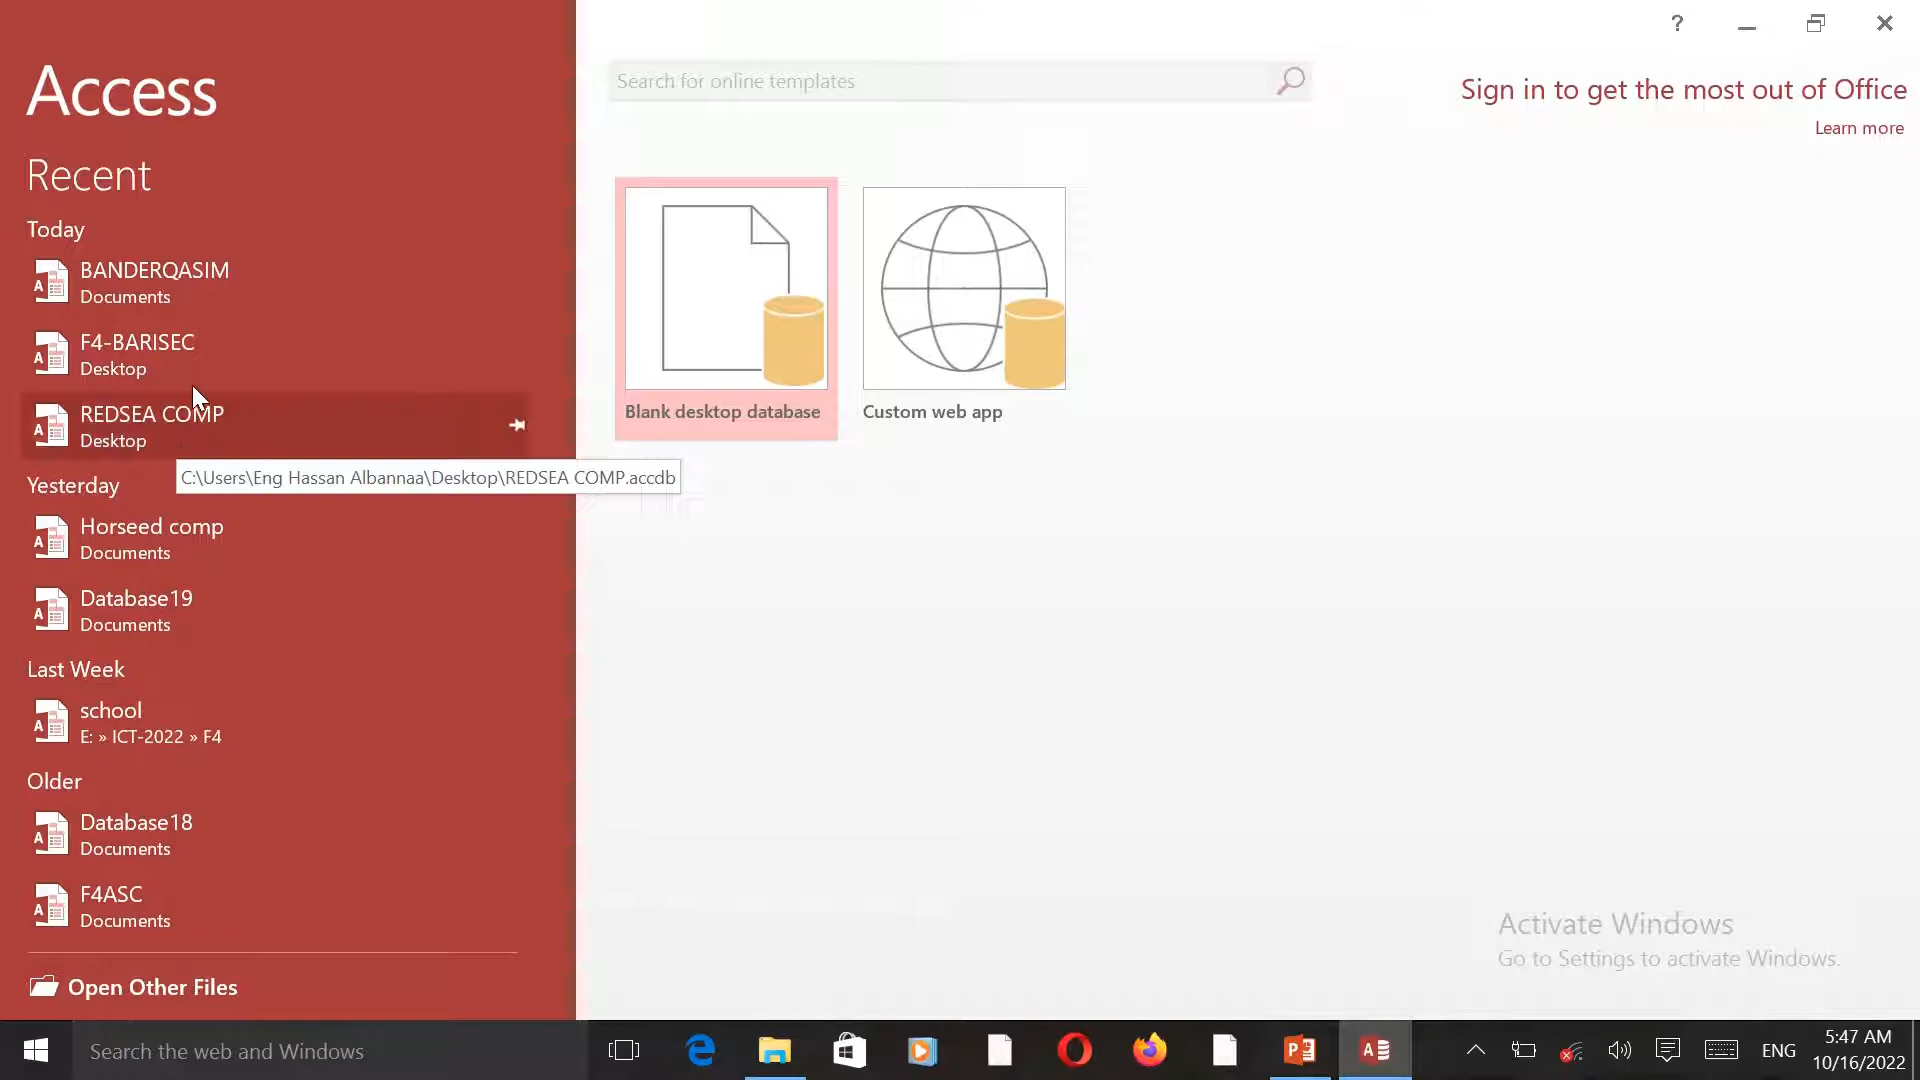 Access
Recent
Today
BANDERQASIM
Documents
F4-BARISEC
Desktop
REDSEA COMP
Desktop
C:\Users\Eng Hassan Albannaa\Desktop\REDSEA COMP.accdb
Yesterday
Horseed comp
Documents
Database19
Documents
Last Week
school
E: » ICT-2022 » F4
Older
Database18
Documents
F4ASC
Documents
Open Other Files
?
Search for online templates
Sign in to get the most out of Office
Learn more
Blank desktop database
Custom web app
Activate Windows
Go to Settings to activate Windows.
Search the web and Windows
ENG
5:47 AM
10/16/2022